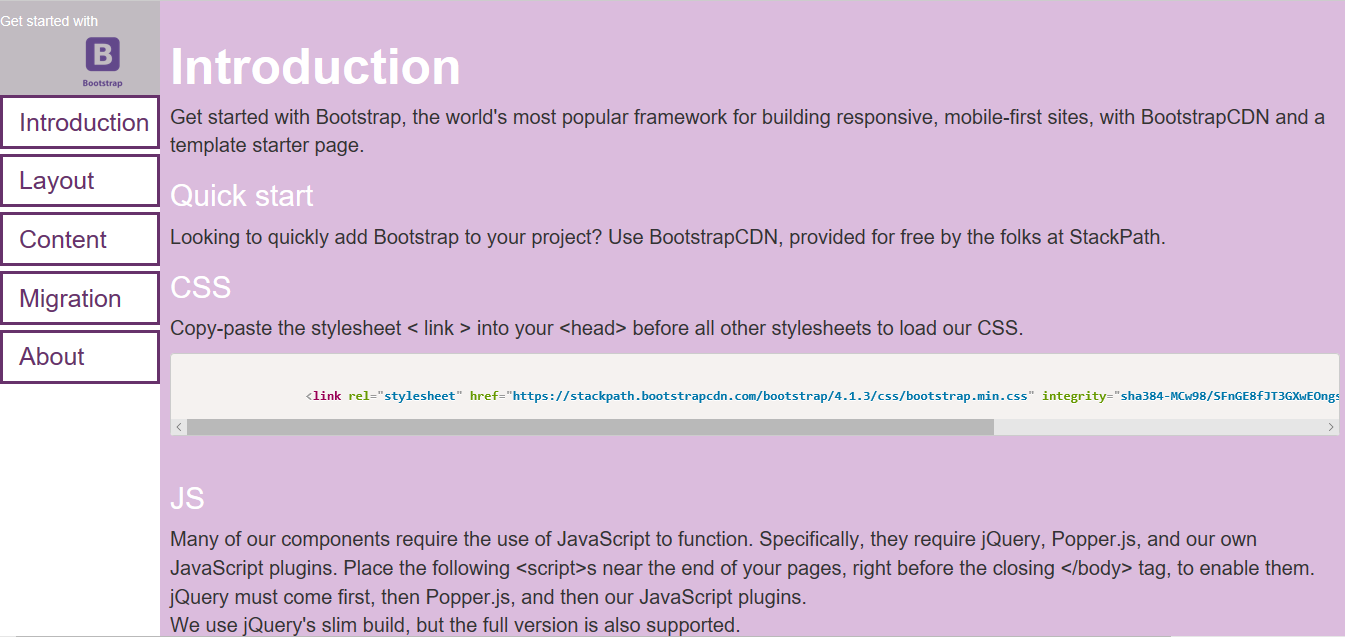 Get started with
B
Bootstrap
Introduction
Layout
Content
Migration
About
Introduction
Get started with Bootstrap, the world's most popular framework for building responsive, mobile-first sites, with BootstrapCDN and a
template starter page.
Quick start
Looking to quickly add Bootstrap to your project? Use BootstrapCDN, provided for free by the folks at StackPath.
CSS
Copy-paste the stylesheet < link > into your <head> before all other stylesheets to load our CSS.
<link rel="stylesheet" href="https://stackpath.bootstrapcdn.com/bootstrap/4.1.3/css/bootstrap.min.css" integrity="sha384-MCw98/SFnGE8fJT3GXwEOngs
JS
Many of our components require the use of JavaScript to function. Specifically, they require jQuery, Popper.js, and our own
JavaScript plugins. Place the following <script>s near the end of your pages, right before the closing </body> tag, to enable them.
jQuery must come first, then Popper.js, and then our JavaScript plugins.
We use jQuery's slim build, but the full version is also supported.